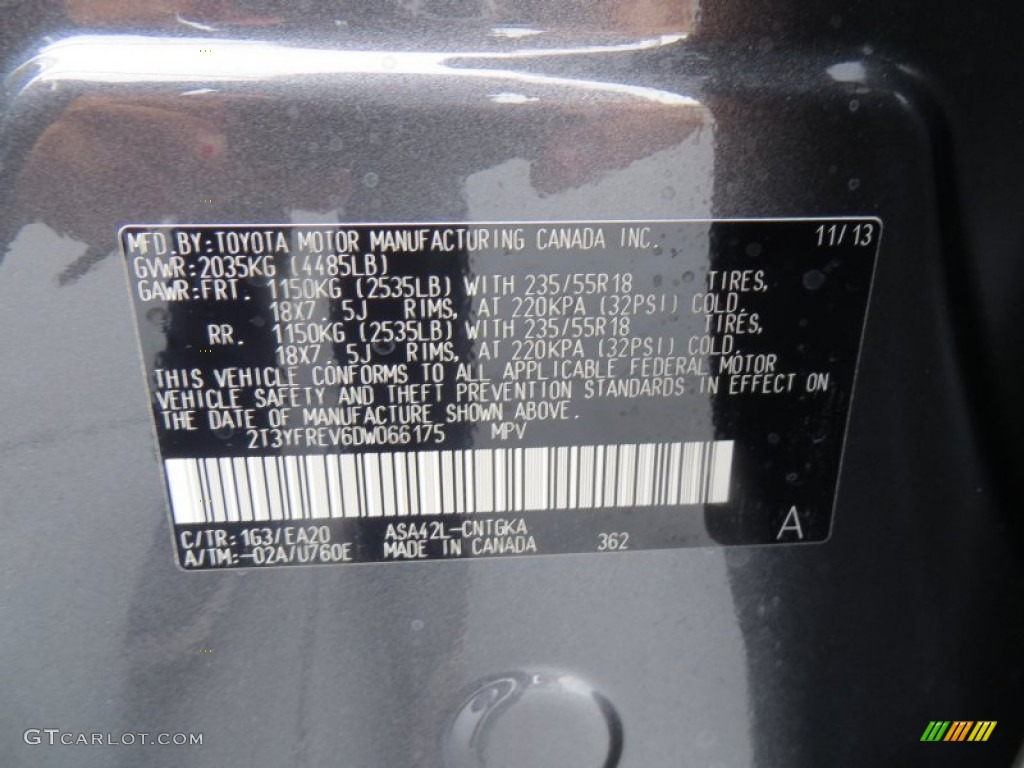 MFD.BY:TOYOTA MOTOR MANUFACTURING CANADA INC. 11/13
GVWR:2035KG (4485LB)
GAWR:FRT. 1150KG (2535LB) WITH 235/55R18 TIRES,
18X7. 5J RIMS, AT 220KPA (32PSI) COLD,
RR. 1150KG (2535LB) WITH 235/55R18 TIRES,
18X7. 5J RIMS, AT 220KPA (32PSI) COLD.
THIS VEHICLE CONFORMS TO ALL APPLICABLE FEDERAL MOTOR
VEHICLE SAFETY AND THEFT PREVENTION STANDARDS IN EFFECT ON
THE DATE OF MANUFACTURE SHOWN ABOVE.
2T3YFREV6DW066175 MPV
C/TR:1G3/EA20 ASA42L-CNTGKA
A/TM:-02A/U760E MADE IN CANADA 362 A
GTCARLOT.COM